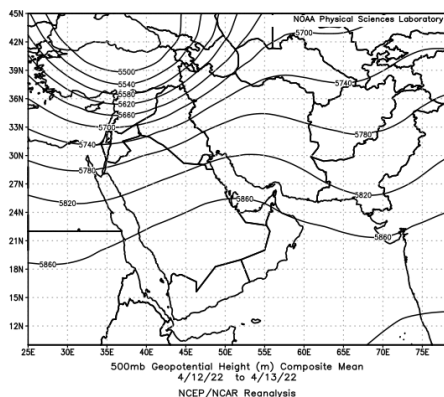 NOAA Physical Sciences Laboratory
45N
42N
39N
36N
33N
30N
27N
24N
21N
18N
15N
12N
5700
5500
5540
5580
5620
5660
5700
5740
5780
5820
5860
5740
5780
5820
5860
5860
25E 30E 35E 40E 45E 50E 55E 60E 65E 70E 75E
500mb Geopotential Height (m) Composite Mean
4/12/22 to 4/13/22
NCEP/NCAR Reanalysis